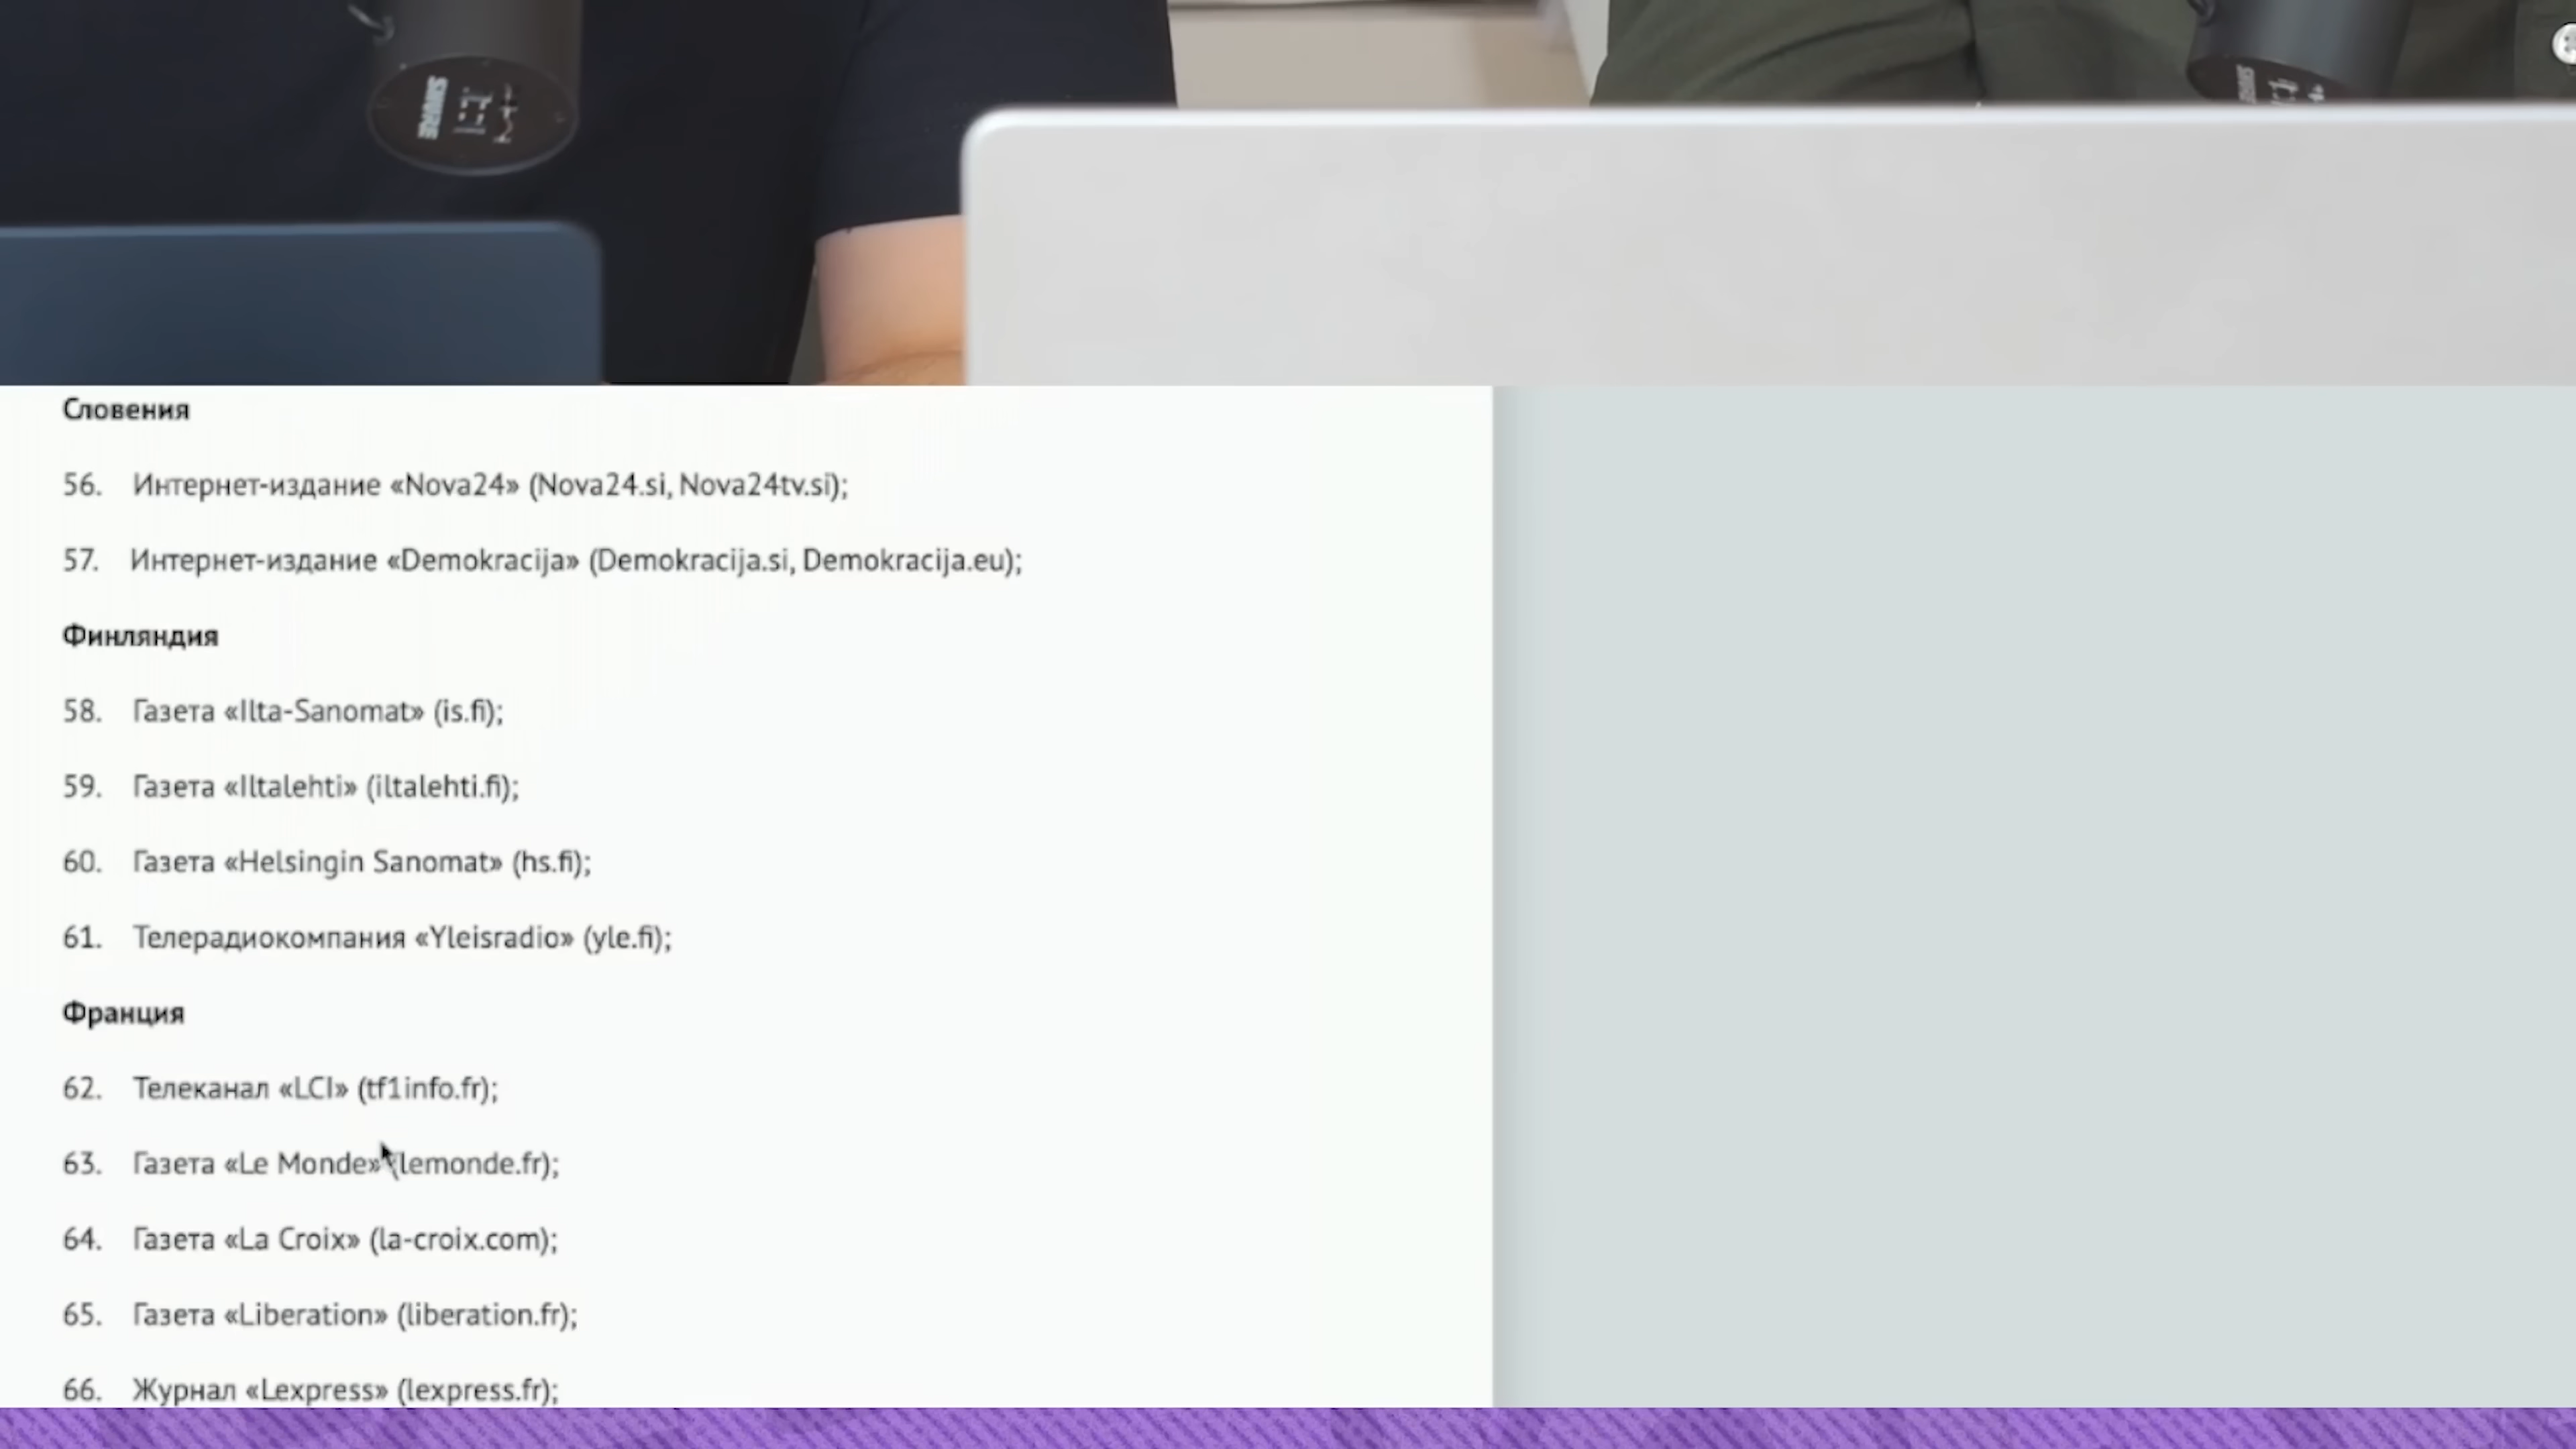 SHURE
Словения
56. Интернет-издание «Nova24» (Nova24.si, Nova24tv.si);
57. Интернет-издание «Demokracija» (Demokracija.si, Demokracija.eu);
Финляндия
58. Газета «Ilta-Sanomat» (is.fi);
59. Газета «Iltalehti» (iltalehti.fi);
60. Газета «Helsingin Sanomat» (hs.fi);
61. Телерадиокомпания «Yleisradio» (yle.fi);
Франция
62. Телеканал «LCI» (tf1info.fr);
63. Газета «Le Monde» (lemonde.fr);
64. Газета «La Croix» (la-croix.com);
65. Газета «Liberation» (liberation.fr);
66. Журнал «Lexpress» (lexpress.fr);